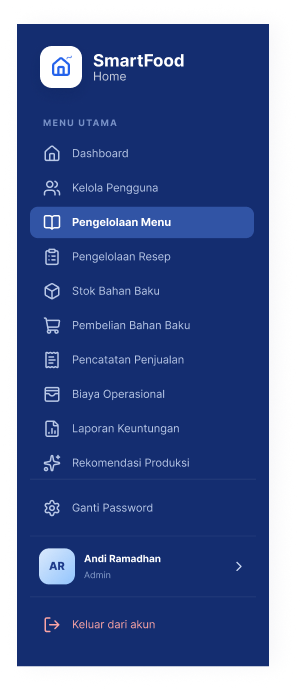 SmartFood
Home
MENU UTAMA
Dashboard
Kelola Pengguna
Pengelolaan Menu
Pengelolaan Resep
Stok Bahan Baku
Pembelian Bahan Baku
Pencatatan Penjualan
Biaya Operasional
Laporan Keuntungan
Rekomendasi Produksi
Ganti Password
AR
Andi Ramadhan
Admin
Keluar dari akun